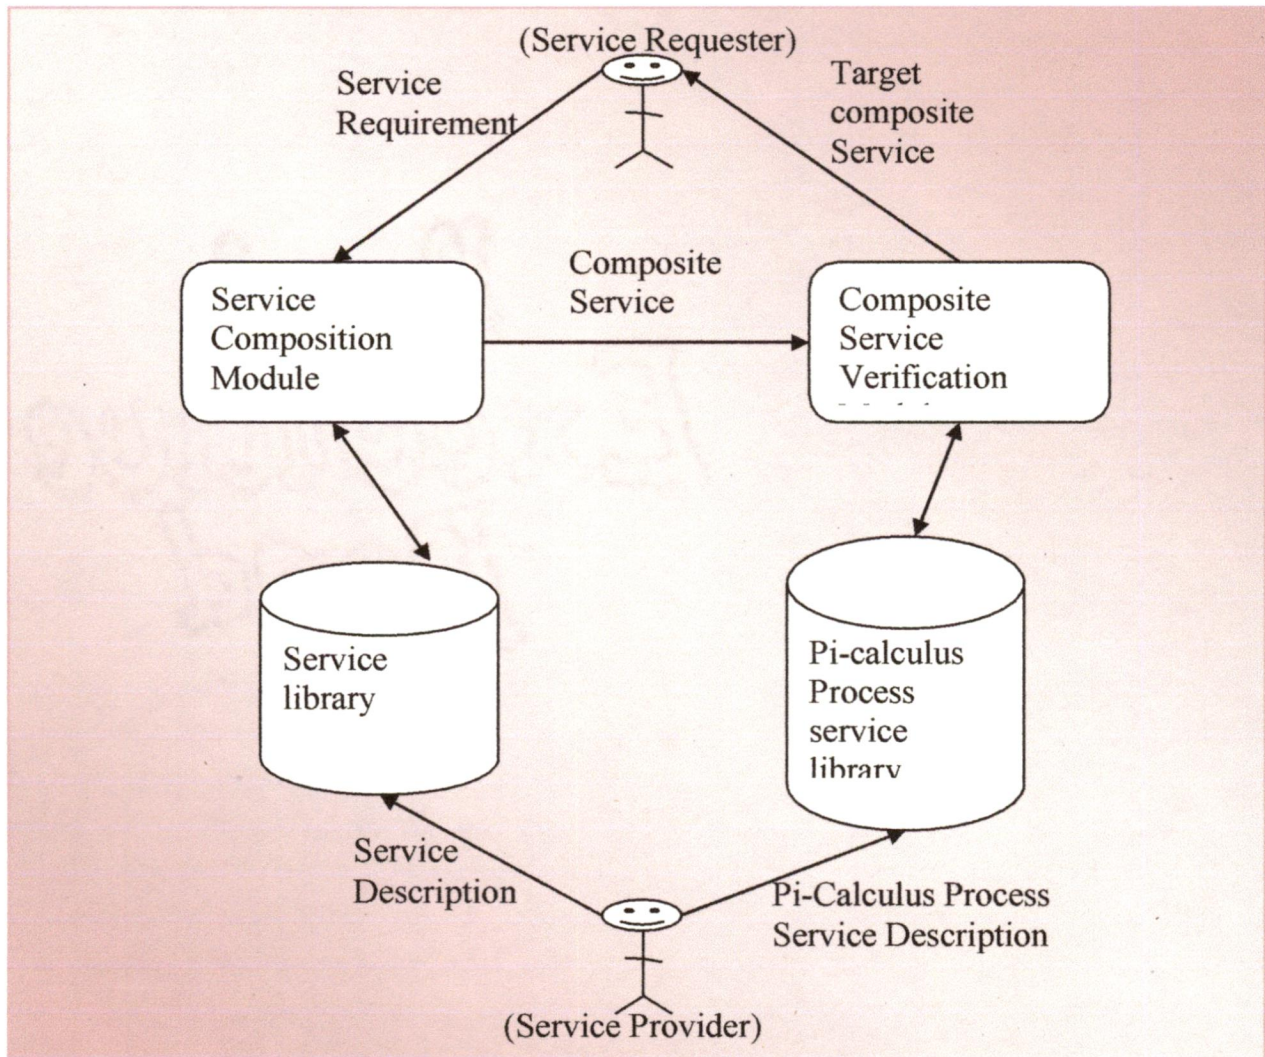 (Service Requester)
Service
Requirement
Target
composite
Service
Composite
Service
Service
Composition
Module
Composite
Service
Verification
Service
library
Pi-calculus
Process
service
library
Service
Description
Pi-Calculus Process
Service Description
(Service Provider)